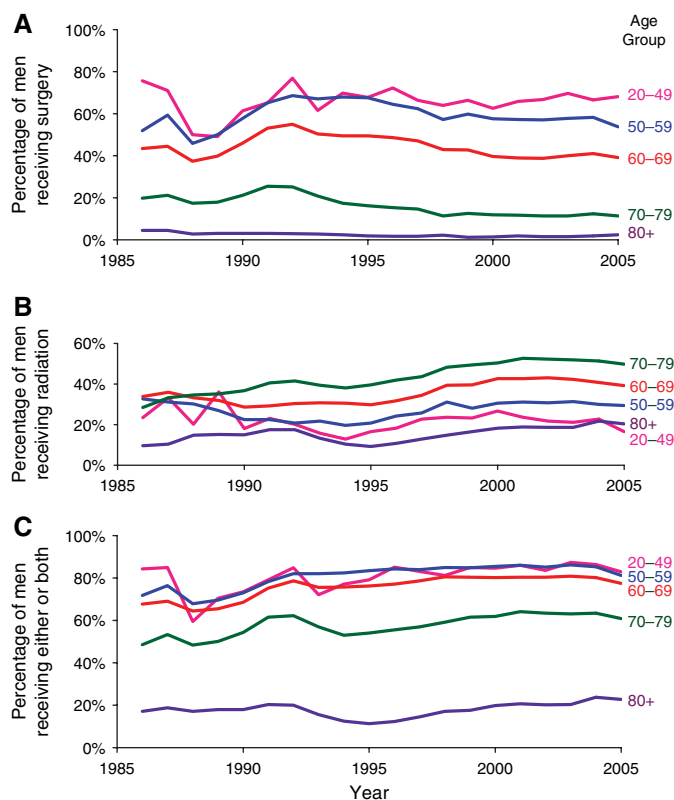 A
Age
Group
Percentage of men
receiving surgery
100%
80%
60%
40%
20%
0%
20–49
50–59
60–69
70–79
80+
1985 1990 1995 2000 2005
B
Percentage of men
receiving radiation
60%
40%
20%
0%
70–79
60–69
50–59
80+
20–49
1985 1990 1995 2000 2005
C
Percentage of men
receiving either or both
100%
80%
60%
40%
20%
0%
20–49
50–59
60–69
70–79
80+
1985 1990 1995 2000 2005
Year